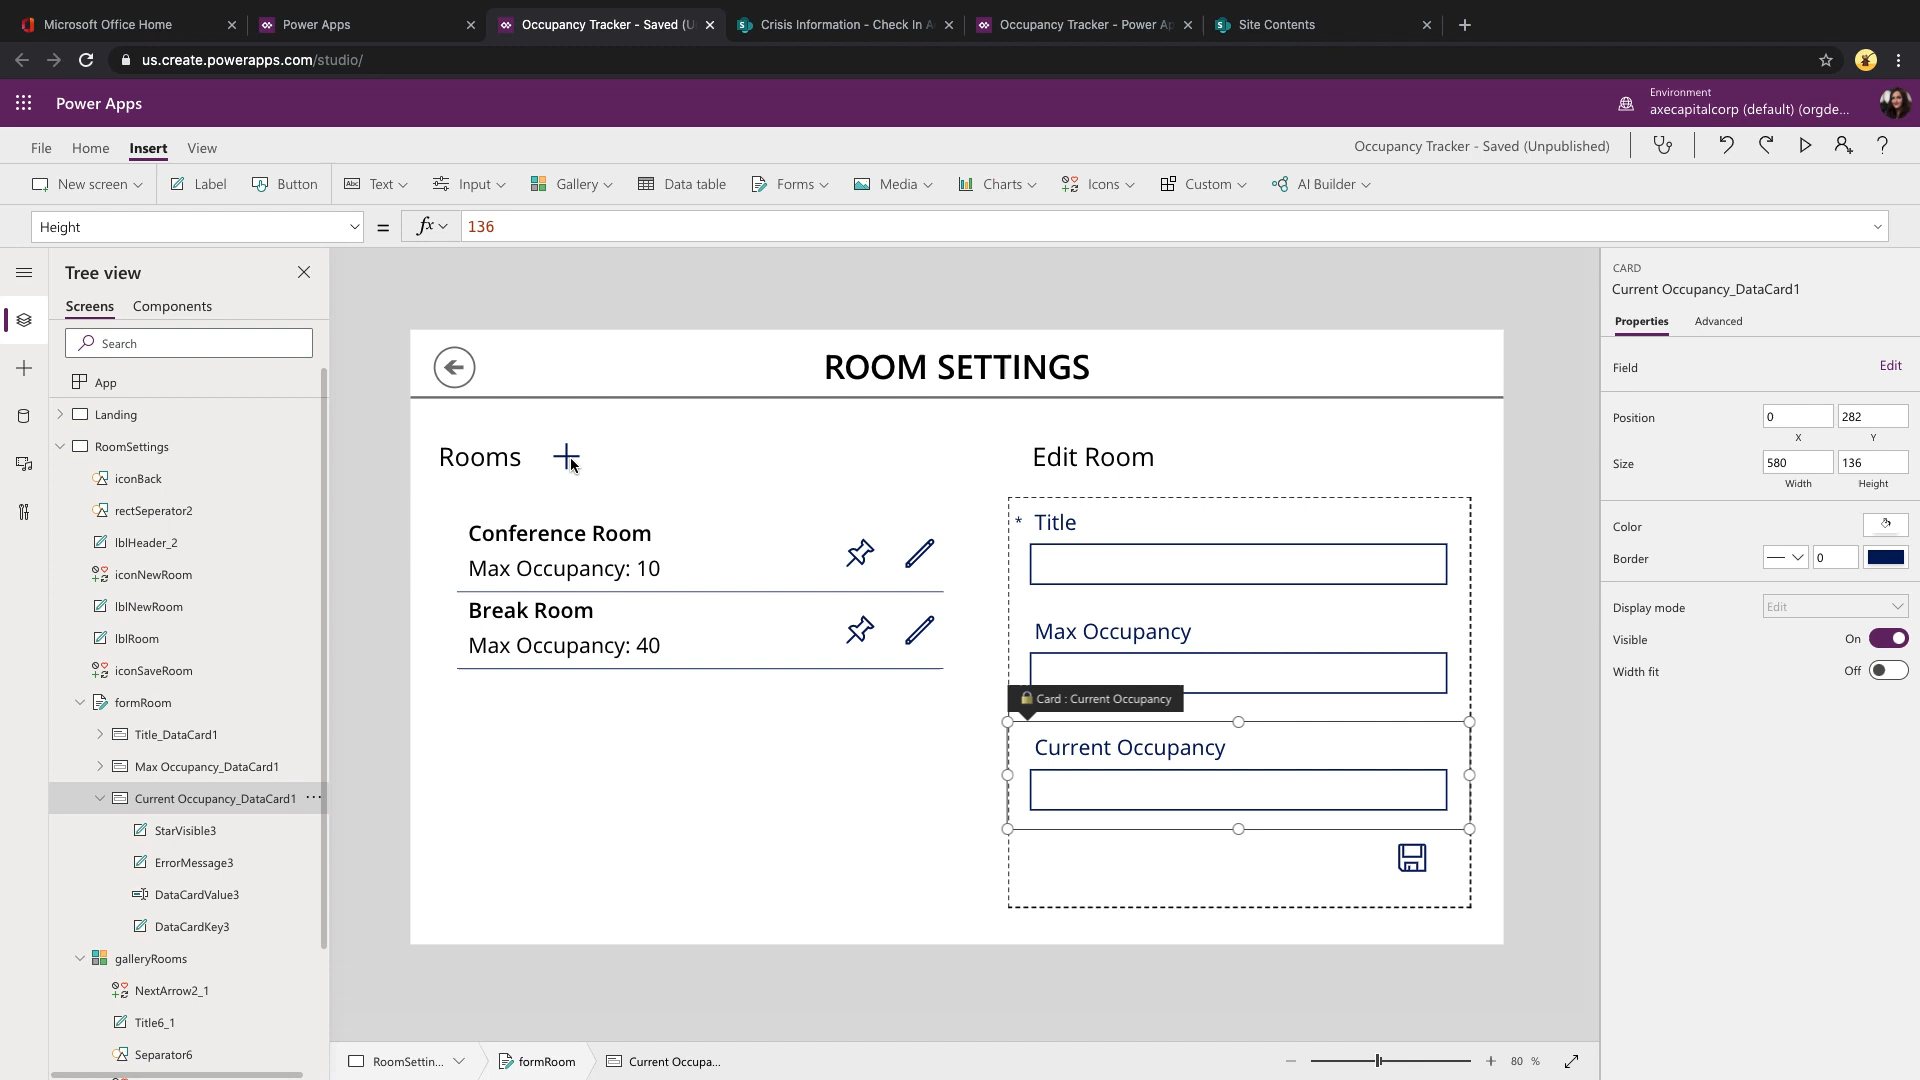 Microsoft Office Home
Power Apps
Occupancy Tracker - Saved (U
Crisis Information - Check In A
Occupancy Tracker - Power Ap
Site Contents
us.create.powerapps.com/studio/
Power Apps
Environment
axecapitalcorp (default) (orgde...
File
Home
Insert
View
Occupancy Tracker - Saved (Unpublished)
New screen
Label
Button
Text
Input
Gallery
Data table
Forms
Media
Charts
Icons
Custom
AI Builder
Height
=
fx
136
Tree view
Screens
Components
Search
App
Landing
RoomSettings
iconBack
rectSeperator2
lblHeader_2
iconNewRoom
lblNewRoom
lblRoom
iconSaveRoom
formRoom
Title_DataCard1
Max Occupancy_DataCard1
Current Occupancy_DataCard1 ...
StarVisible3
ErrorMessage3
DataCardValue3
DataCardKey3
galleryRooms
NextArrow2_1
Title6_1
Separator6
ROOM SETTINGS
Rooms
Conference Room
Max Occupancy: 10
Break Room
Max Occupancy: 40
Edit Room
* Title
Max Occupancy
Card : Current Occupancy
Current Occupancy
RoomSettin...
formRoom
Current Occupa...
80 %
CARD
Current Occupancy_DataCard1
Properties
Advanced
Field
Edit
Position
0
282
X
Y
Size
580
136
Width
Height
Color
Border
0
Display mode
Edit
Visible
On
Width fit
Off